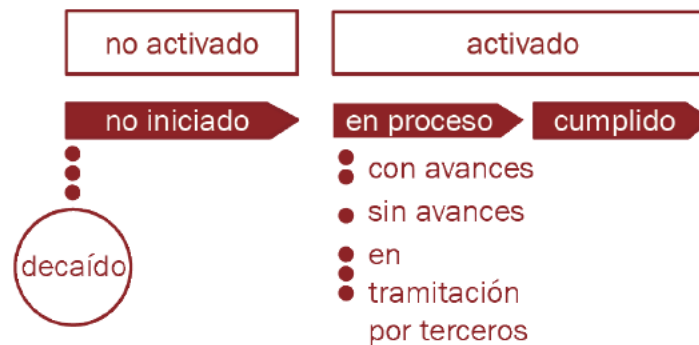 no activado
activado
no iniciado
en proceso
cumplido
con avances
sin avances
decaído
en
tramitación
por terceros